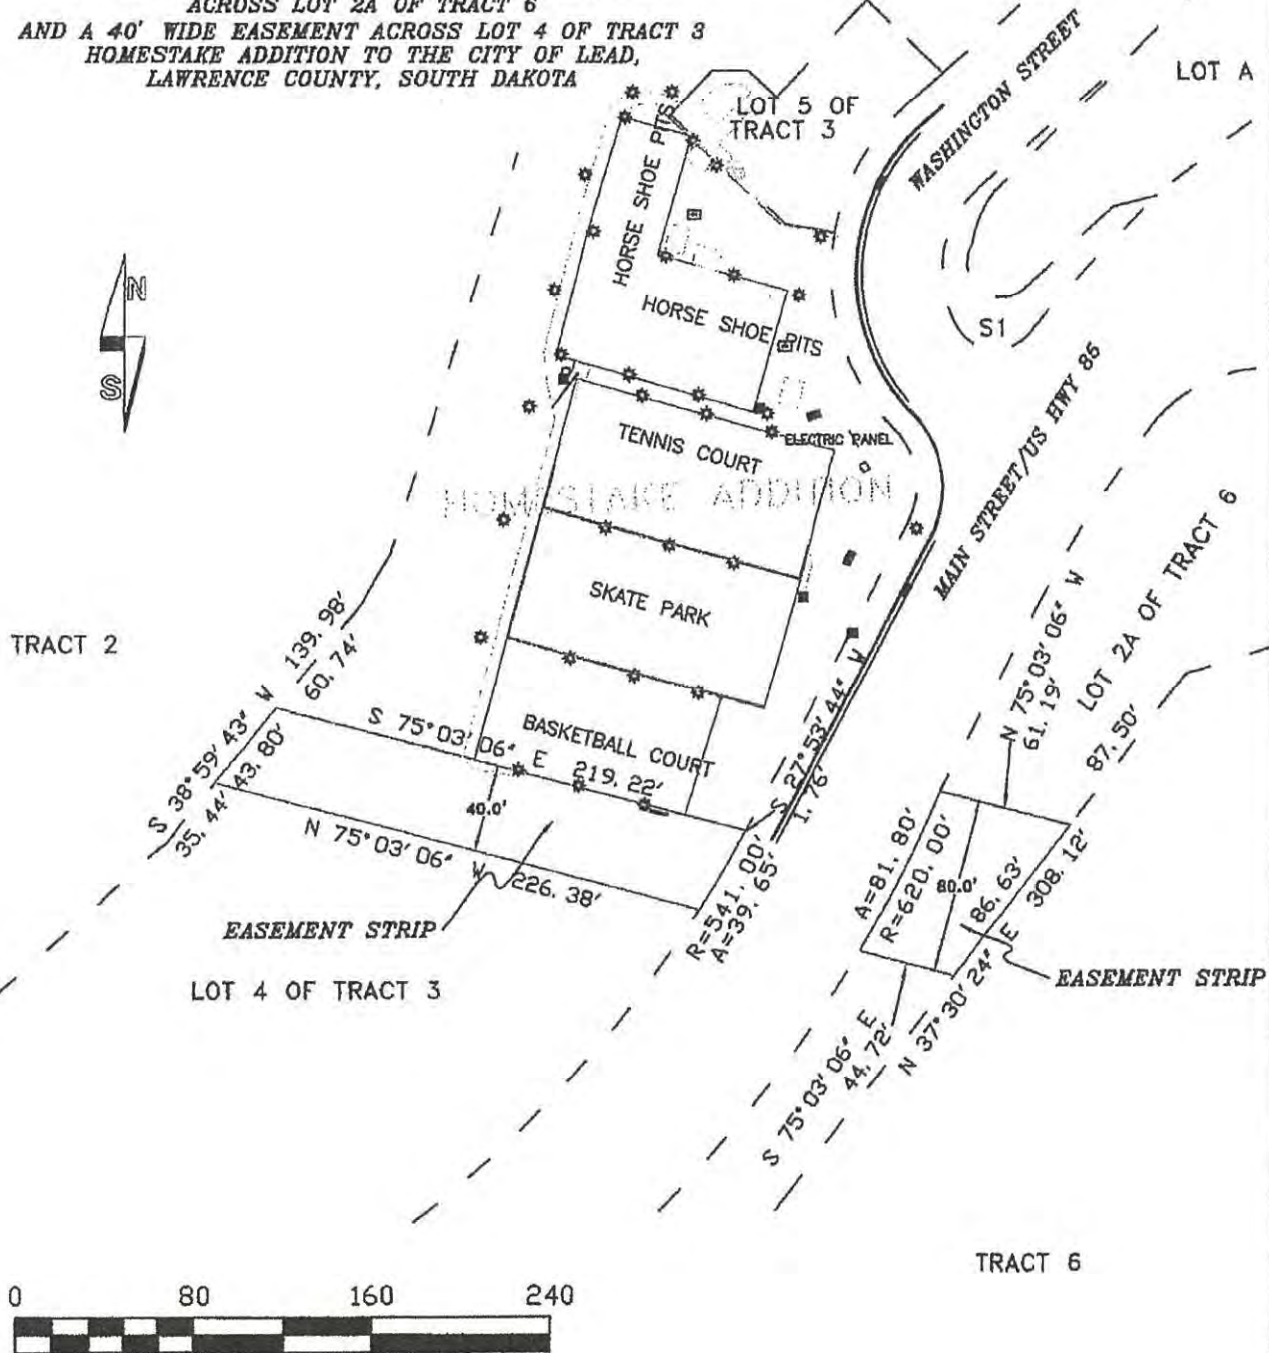 ACROSS LOT 2A OF TRACT 6
AND A 40' WIDE EASEMENT ACROSS LOT 4 OF TRACT 3
HOMESTAKE ADDITION TO THE CITY OF LEAD,
LAWRENCE COUNTY, SOUTH DAKOTA
LOT A
WASHINGTON STREET
LOT 5 OF
TRACT 3
HORSE SHOE PITS
N
S
HORSE SHOE PITS
S1
MAIN STREET/US HWY 86
TENNIS COURT
ELECTRIC PANEL
HOMESTAKE ADDITION
SKATE PARK
TRACT 2
139.98'
60.74'
S 38°59'43" W
43.80'
35.44'
S 75°03'06" E 219.22'
BASKETBALL COURT
40.0'
N 75°03'06" W 226.38'
S 27°53'44" W
1.76'
R=541.00'
A=39.65'
EASEMENT STRIP
LOT 4 OF TRACT 3
N 75°03'06" W
61.19'
LOT 2A OF TRACT 6
87.50'
A=81.80'
R=620.00'
80.0'
86.63'
N 37°30'24" E 308.12'
EASEMENT STRIP
S 75°03'06" E
44.72'
TRACT 6
0 80 160 240